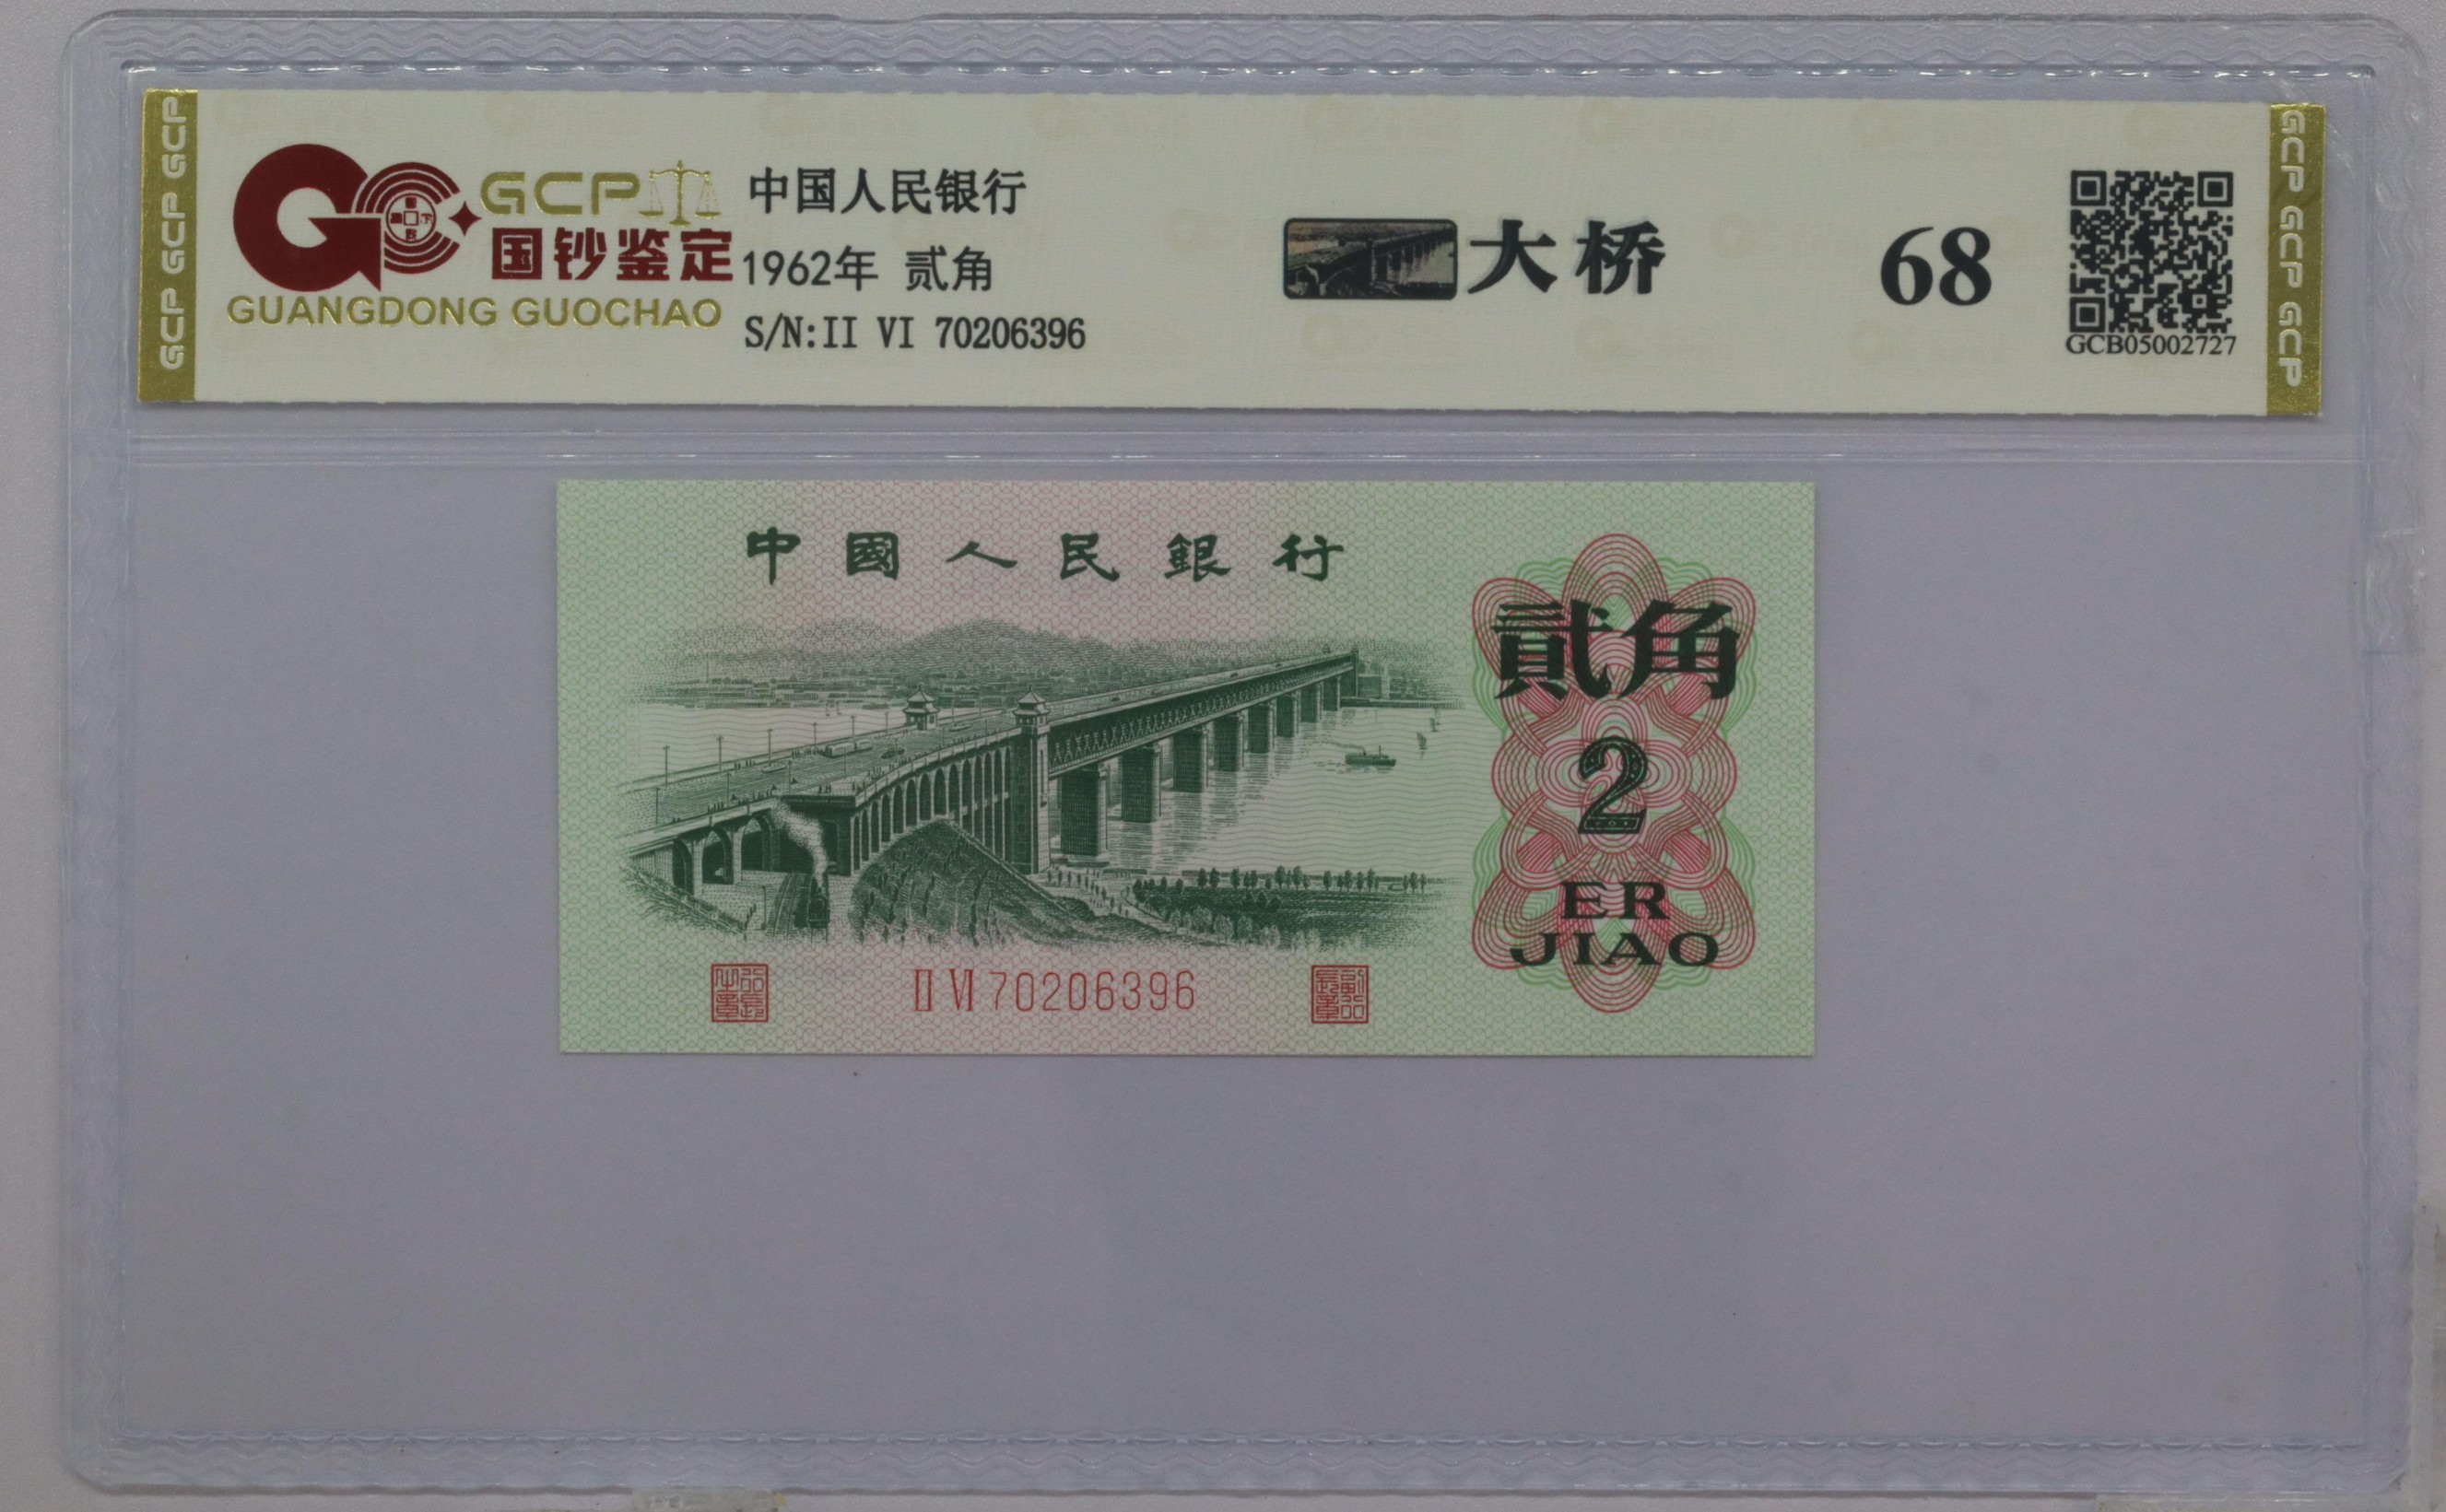 GCP GCP GCP
GCP
国钞鉴定
GUANGDONG GUOCHAO
中国人民银行
1962年 贰角
S/N:II VI 70206396
大桥
68
GCB05002727
GCP GCP GCP GCP
中國人民銀行
貳角
2
ER
JIAO
II VI 70206396